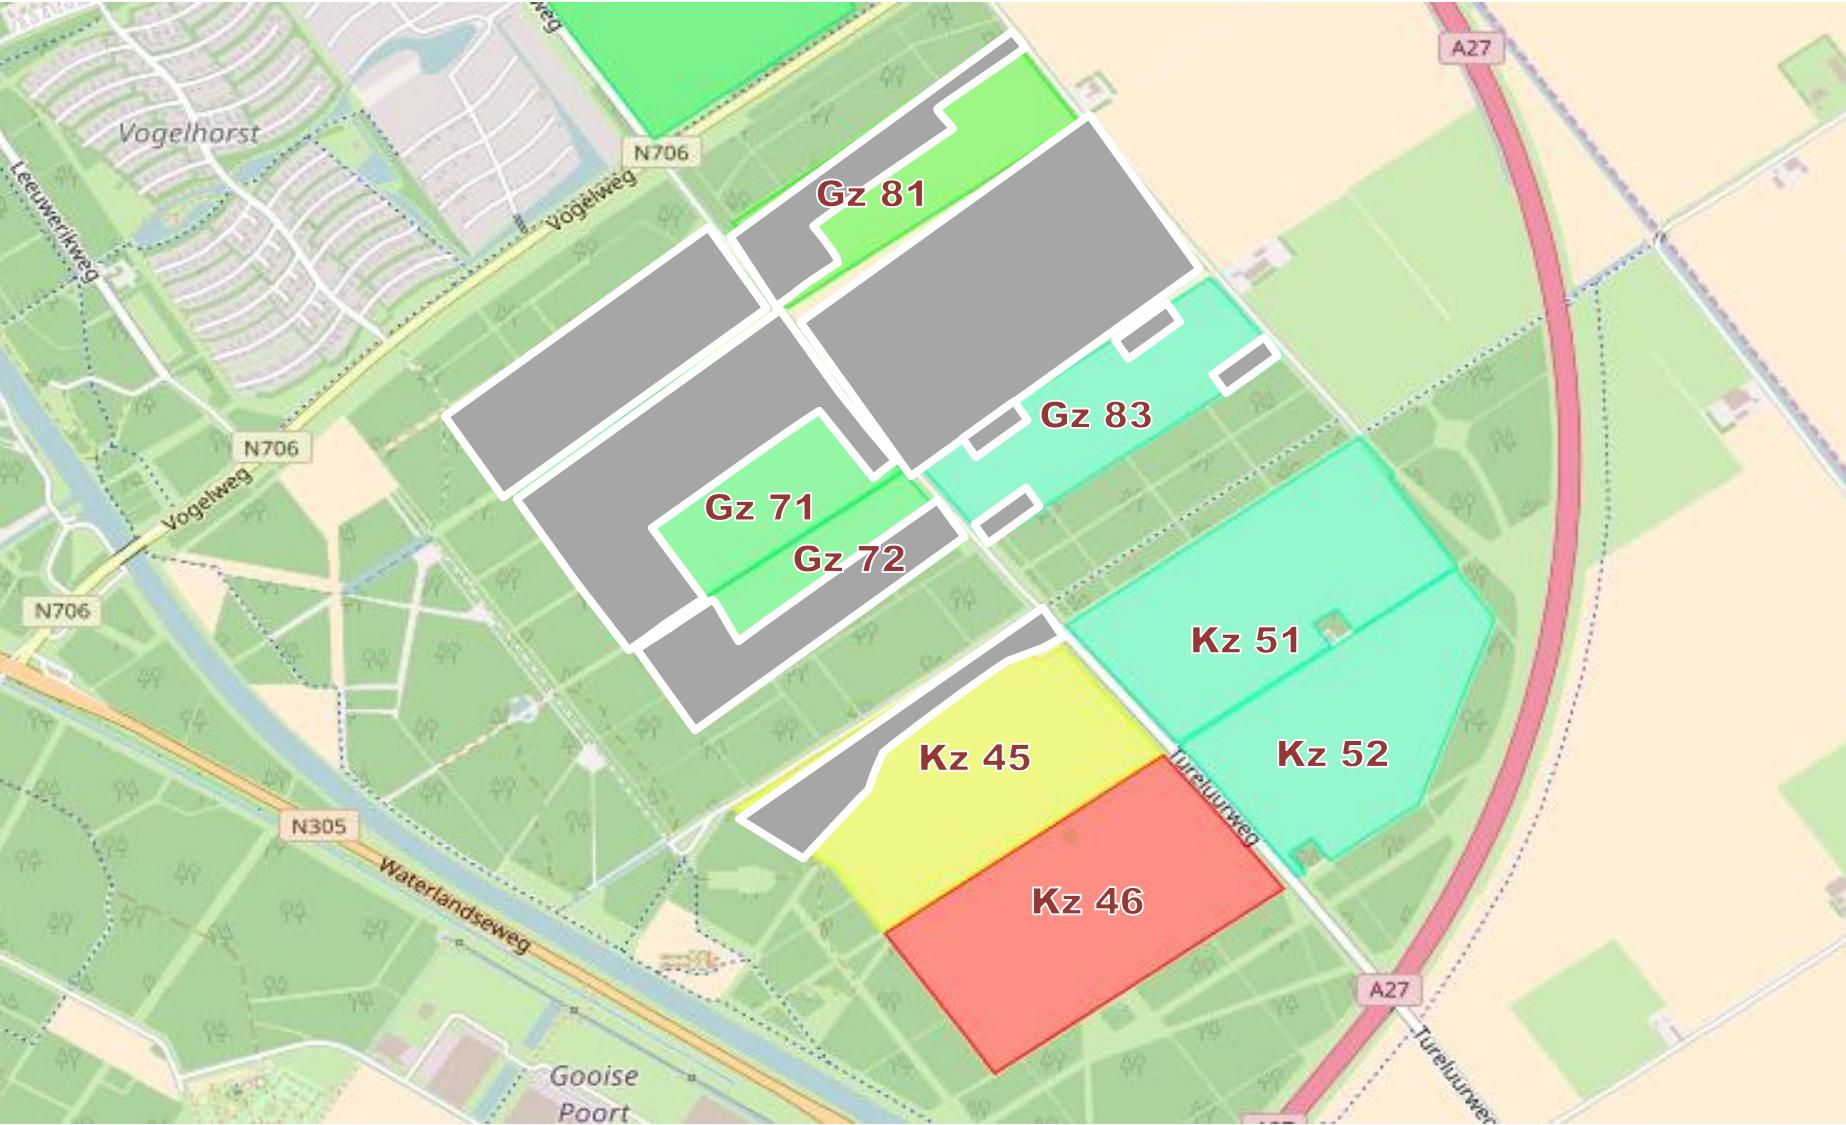 weg
A27
Vogelhorst
N706
Leeuwerikweg
Vogelweg
Gz 81
Gz 83
N706
Vogelweg
Gz 71
Gz 72
N706
Kz 51
Kz 45
Kz 52
Tureluurweg
N305
Waterlandseweg
Kz 46
A27
Tureluurweg
Gooise
Poort